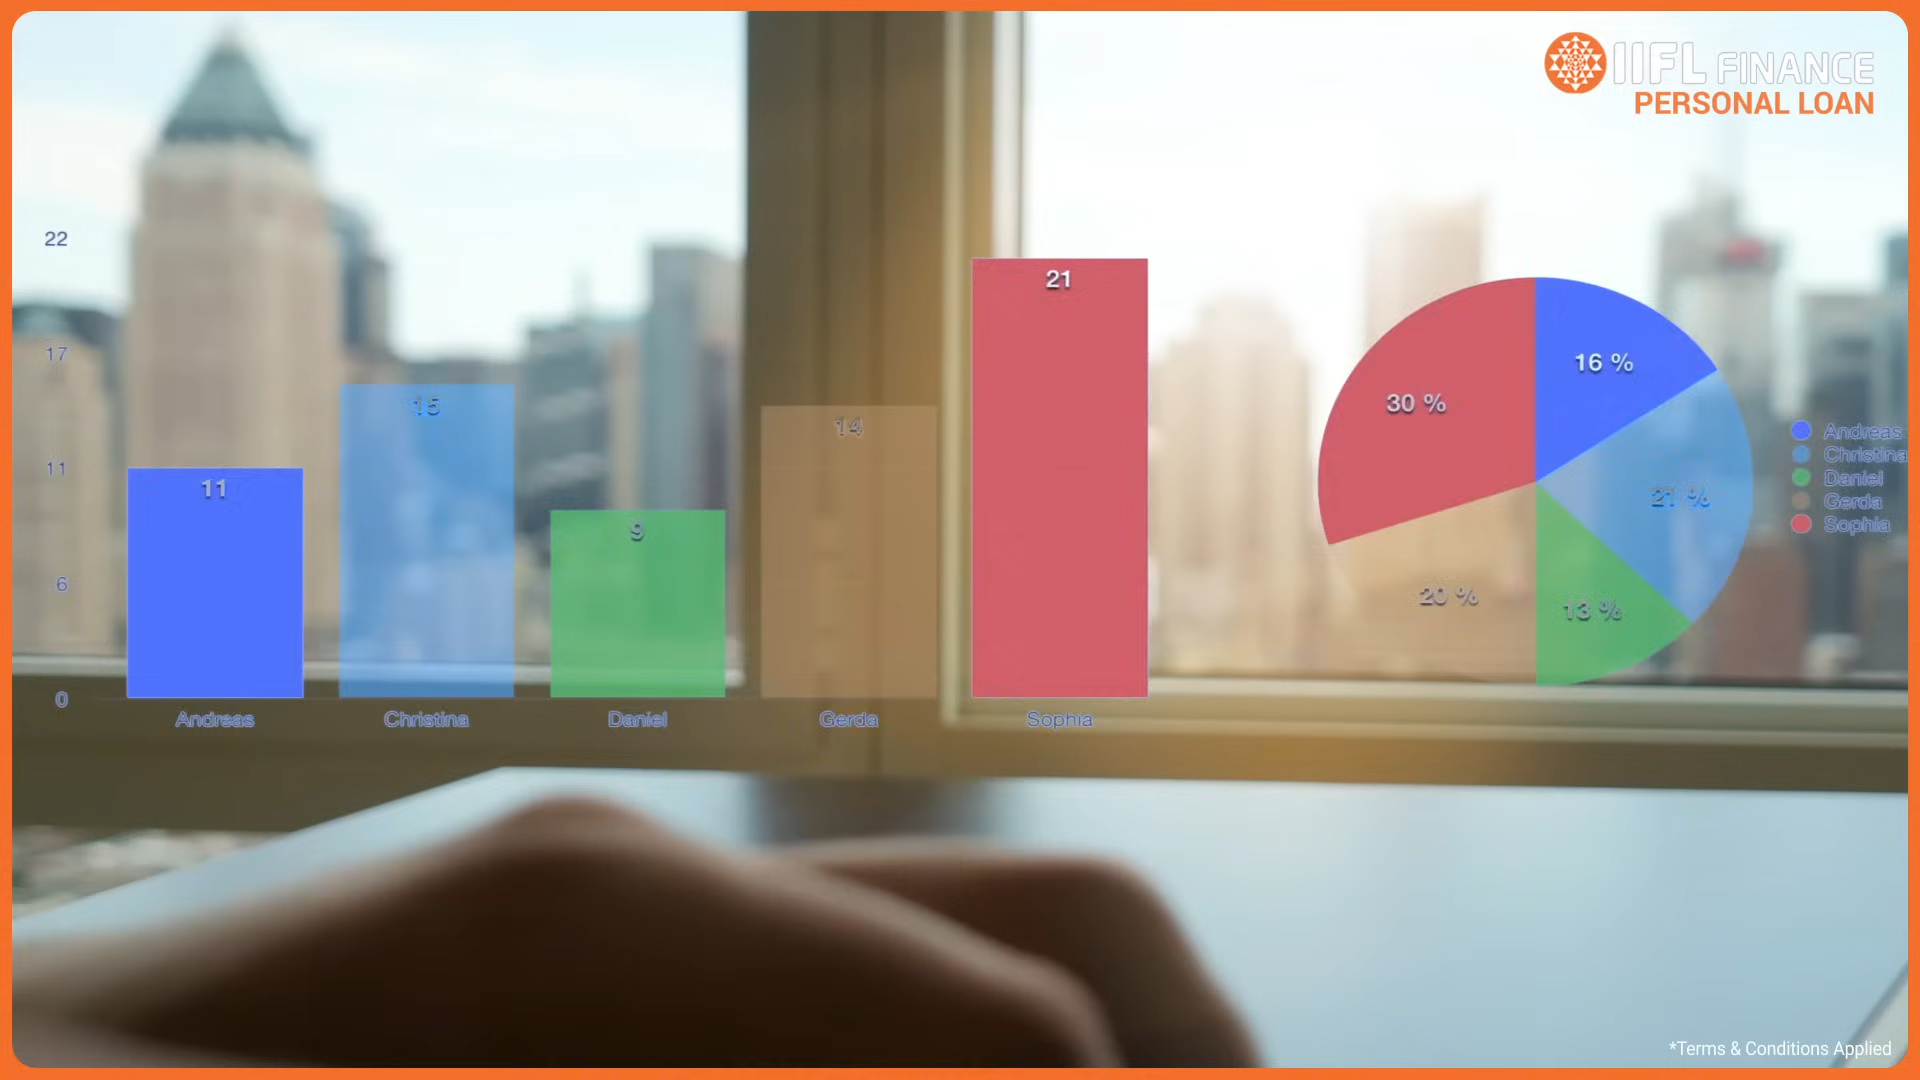 IIFL FINANCE
PERSONAL LOAN
22
17
11
6
0
11
15
9
14
21
Andreas
Christina
Daniel
Gerda
Sophia
16 %
21 %
13 %
20 %
30 %
Andreas
Christina
Daniel
Gerda
Sophia
*Terms & Conditions Applied